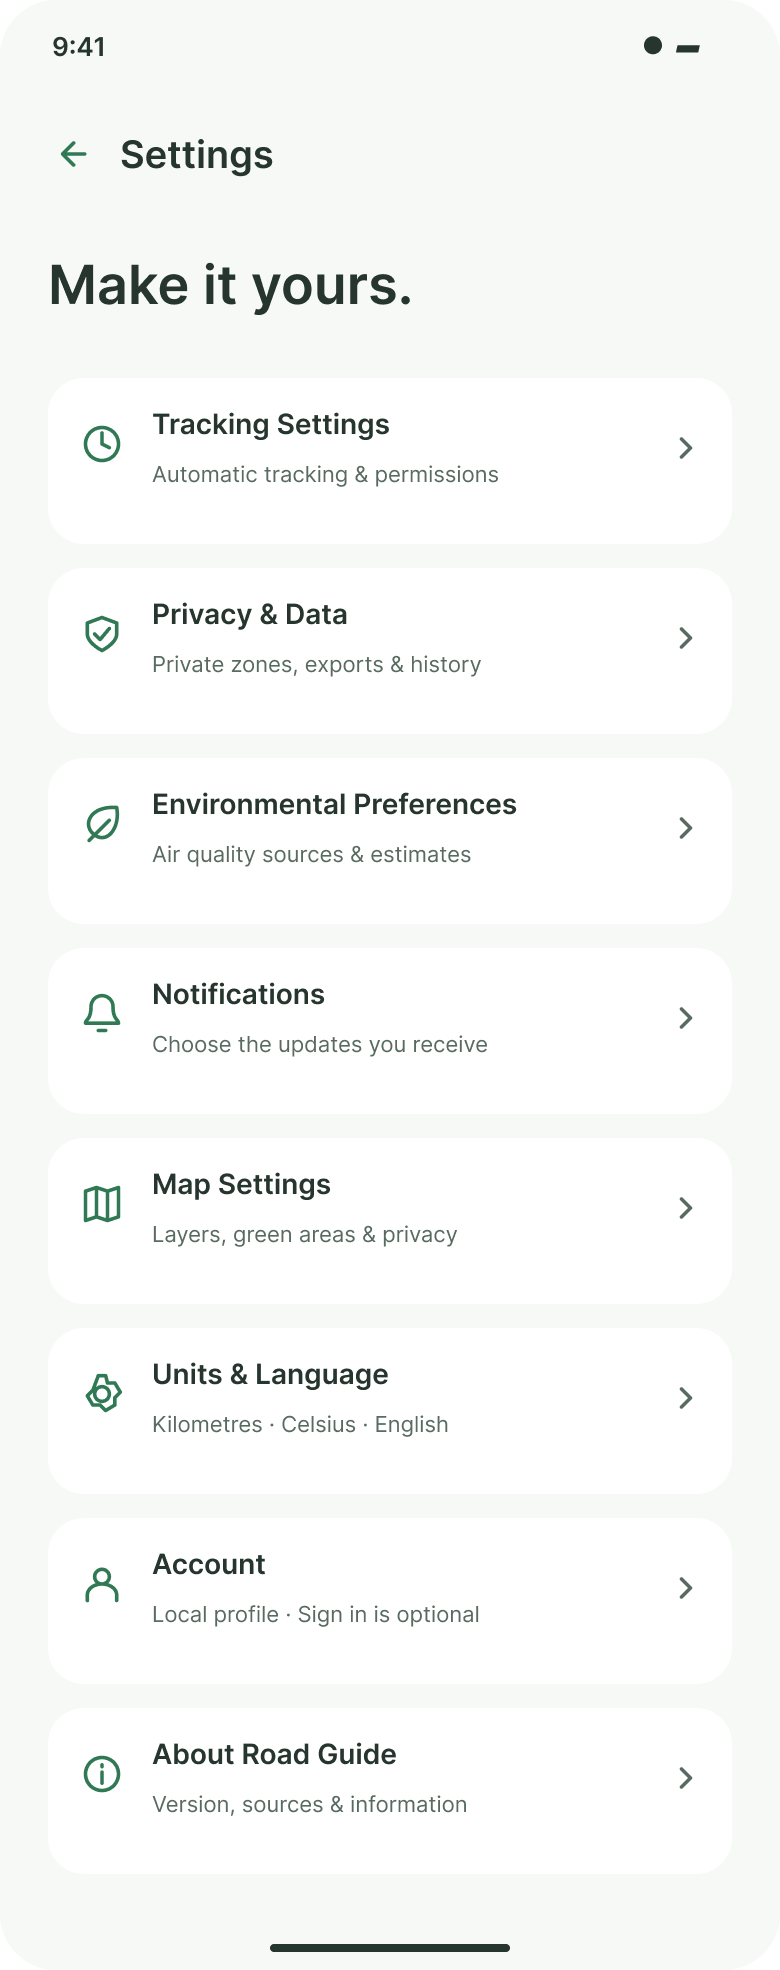 9:41
Settings
Make it yours.
Tracking Settings
Automatic tracking & permissions
Privacy & Data
Private zones, exports & history
Environmental Preferences
Air quality sources & estimates
Notifications
Choose the updates you receive
Map Settings
Layers, green areas & privacy
Units & Language
Kilometres · Celsius · English
Account
Local profile · Sign in is optional
About Road Guide
Version, sources & information